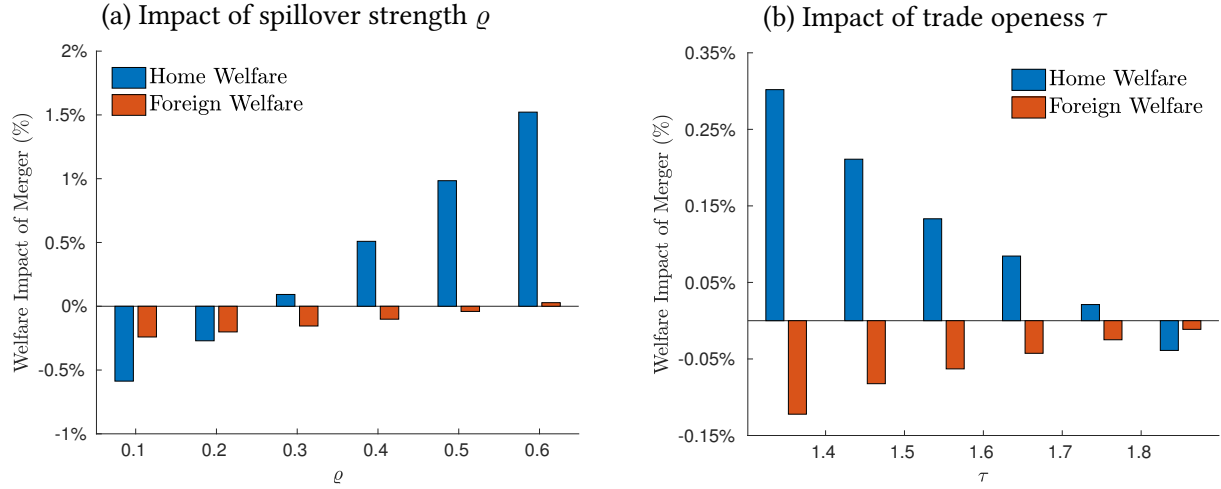 (a) Impact of spillover strength ϱ
2%
1.5%
1%
0.5%
0%
-0.5%
-1%
Welfare Impact of Merger (%)
Home Welfare
Foreign Welfare
0.1 0.2 0.3 0.4 0.5 0.6
ϱ
(b) Impact of trade openess τ
0.35%
0.25%
0.15%
0.05%
-0.05%
-0.15%
Welfare Impact of Merger (%)
Home Welfare
Foreign Welfare
1.4 1.5 1.6 1.7 1.8
τ